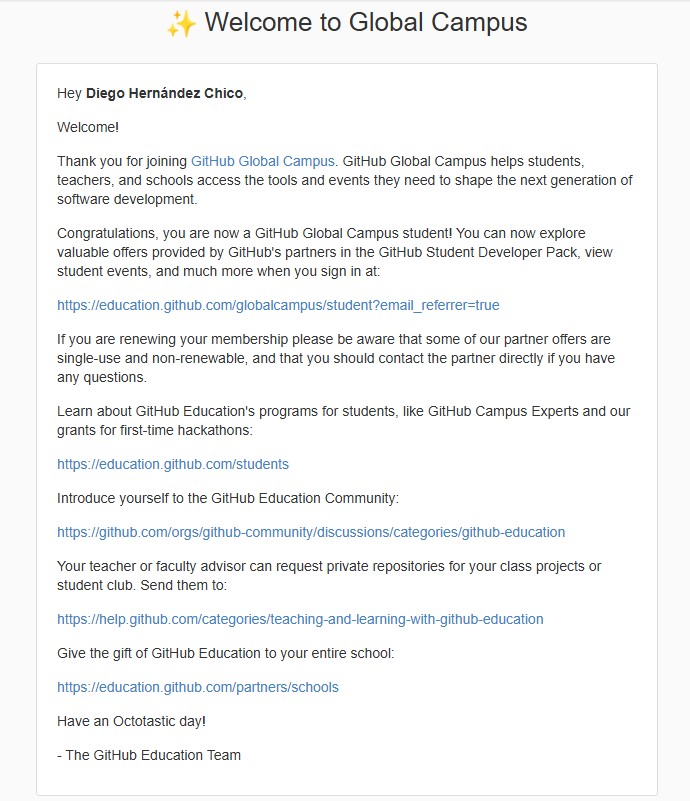 ✨ Welcome to Global Campus
Hey Diego Hernández Chico,
Welcome!
Thank you for joining GitHub Global Campus. GitHub Global Campus helps students,
teachers, and schools access the tools and events they need to shape the next generation of
software development.
Congratulations, you are now a GitHub Global Campus student! You can now explore
valuable offers provided by GitHub's partners in the GitHub Student Developer Pack, view
student events, and much more when you sign in at:
https://education.github.com/globalcampus/student?email_referrer=true
If you are renewing your membership please be aware that some of our partner offers are
single-use and non-renewable, and that you should contact the partner directly if you have
any questions.
Learn about GitHub Education's programs for students, like GitHub Campus Experts and our
grants for first-time hackathons:
https://education.github.com/students
Introduce yourself to the GitHub Education Community:
https://github.com/orgs/github-community/discussions/categories/github-education
Your teacher or faculty advisor can request private repositories for your class projects or
student club. Send them to:
https://help.github.com/categories/teaching-and-learning-with-github-education
Give the gift of GitHub Education to your entire school:
https://education.github.com/partners/schools
Have an Octotastic day!
- The GitHub Education Team